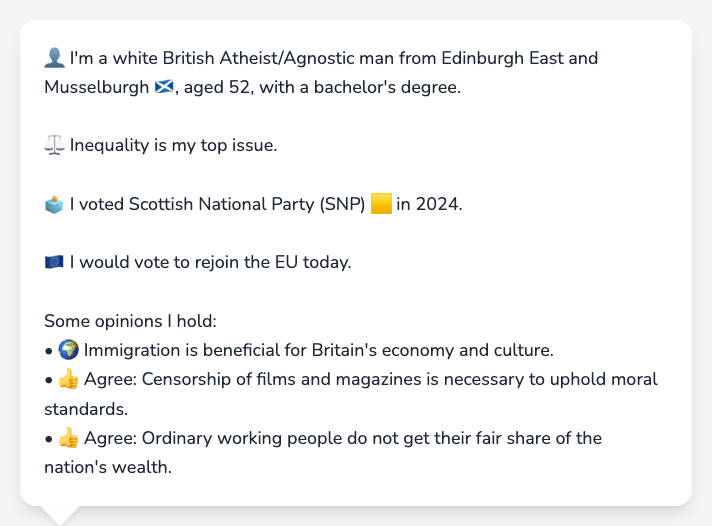 👤 I'm a white British Atheist/Agnostic man from Edinburgh East and
Musselburgh 🏴󠁧󠁢󠁳󠁣󠁴󠁿, aged 52, with a bachelor's degree.
⚖️ Inequality is my top issue.
🗳️ I voted Scottish National Party (SNP) 🟨 in 2024.
🇪🇺 I would vote to rejoin the EU today.
Some opinions I hold:
• 🌍 Immigration is beneficial for Britain's economy and culture.
• 👍 Agree: Censorship of films and magazines is necessary to uphold moral
standards.
• 👍 Agree: Ordinary working people do not get their fair share of the
nation's wealth.